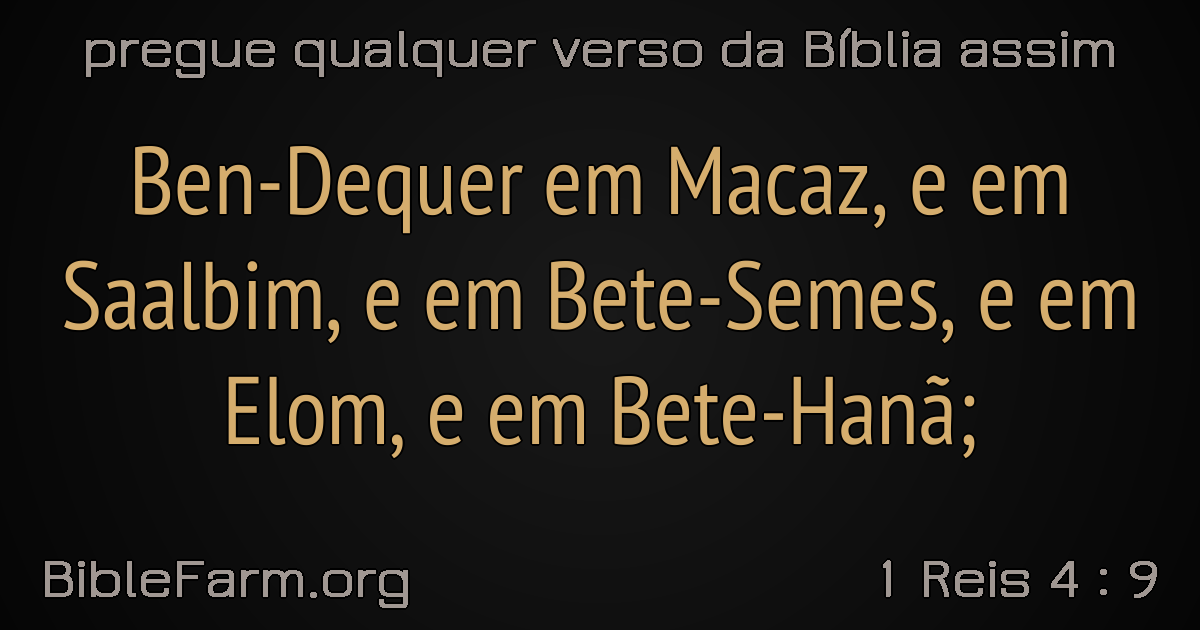 pregue qualquer verso da Bíblia assim
Ben-Dequer em Macaz, e em
Saalbim, e em Bete-Semes, e em
Elom, e em Bete-Hanã;
BibleFarm.org
1 Reis 4 : 9